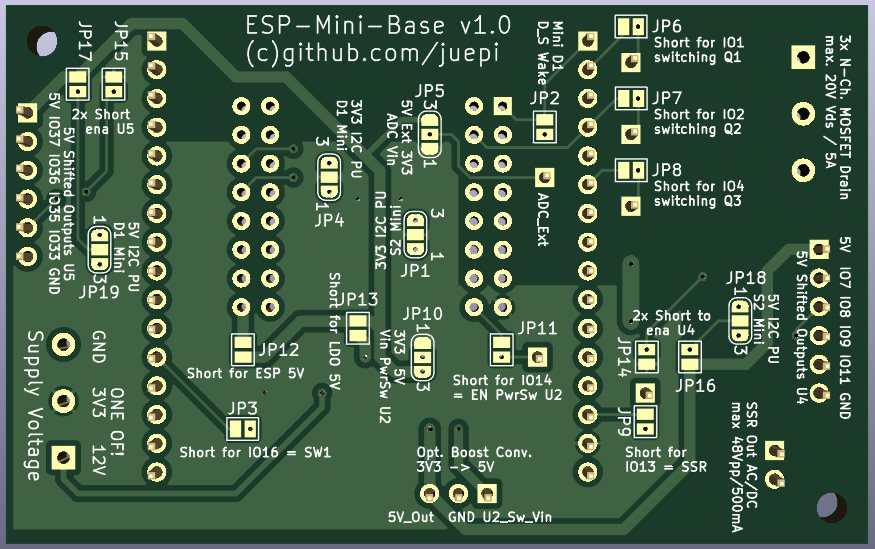 ESP-Mini-Base v1.0
(c)github.com/juepi
JP17
JP15
2x Short
ena U5
5V IO37 IO36 IO35 IO33 GND
5V Shifted Outputs U5
1
JP19
3
5V I2C PU
D1 Mini
3V3 I2C PU
D1 Mini
3
1
JP4
JP5
5V Ext 3V3
ADC Vin
3
1
3V3 I2C PU
S2 Mini
3
1
JP1
Mini D1
D_S Wake
JP2
ADC_Ext
JP6
Short for IO1
switching Q1
JP7
Short for IO2
switching Q2
JP8
Short for IO4
switching Q3
3x N-Ch MOSFET Drain
max. 20V Vds / 5A
5V IO7 IO8 IO9 IO11 GND
5V Shifted Outputs U4
JP18
1
3
5V I2C PU
S2 Mini
2x Short to
ena U4
JP14
JP16
JP9
Short for
IO13 = SSR
SSR Out AC/DC
max 48Vpp/500mA
Short for LDO 5V
JP13
JP12
Short for ESP 5V
JP10
1
3
3V3 5V
Vin PwrSw U2
JP11
Short for IO14
= EN PwrSw U2
JP3
Short for IO16 = SW1
Supply Voltage
GND
3V3
12V
ONE OF!
Opt. Boost Conv.
3V3 -> 5V
5V_Out GND U2_Sw_Vin